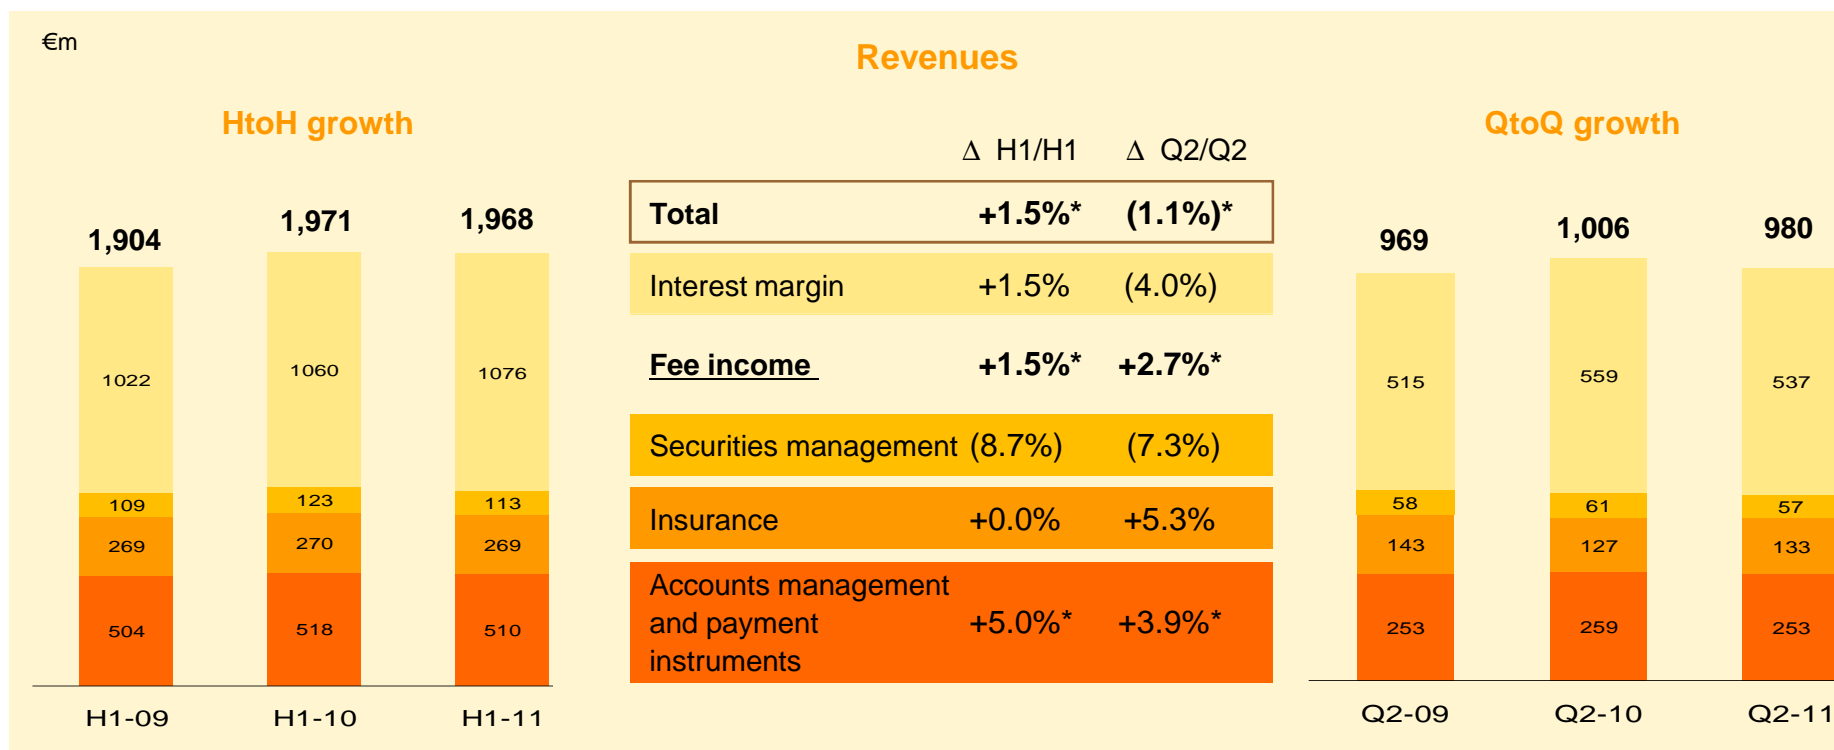 €m
Revenues
HtoH growth
1,904
1,971
1,968
1022
1060
1076
109
123
113
269
270
269
504
518
510
H1-09
H1-10
H1-11
Δ H1/H1
Δ Q2/Q2
Total +1.5%* (1.1%)*
Interest margin +1.5% (4.0%)
Fee income +1.5%* +2.7%*
Securities management (8.7%) (7.3%)
Insurance +0.0% +5.3%
Accounts management
and payment +5.0%* +3.9%*
instruments
QtoQ growth
969
1,006
980
515
559
537
58
61
57
143
127
133
253
259
253
Q2-09
Q2-10
Q2-11